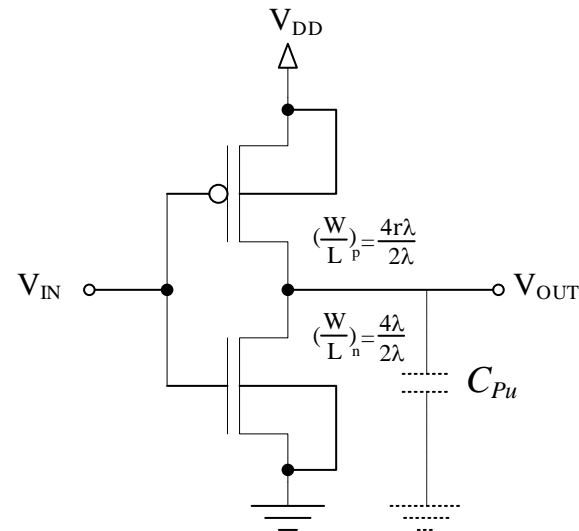 V_DD
(W/L)_p=4rλ/2λ
V_IN
V_OUT
(W/L)_n=4λ/2λ
C_Pu